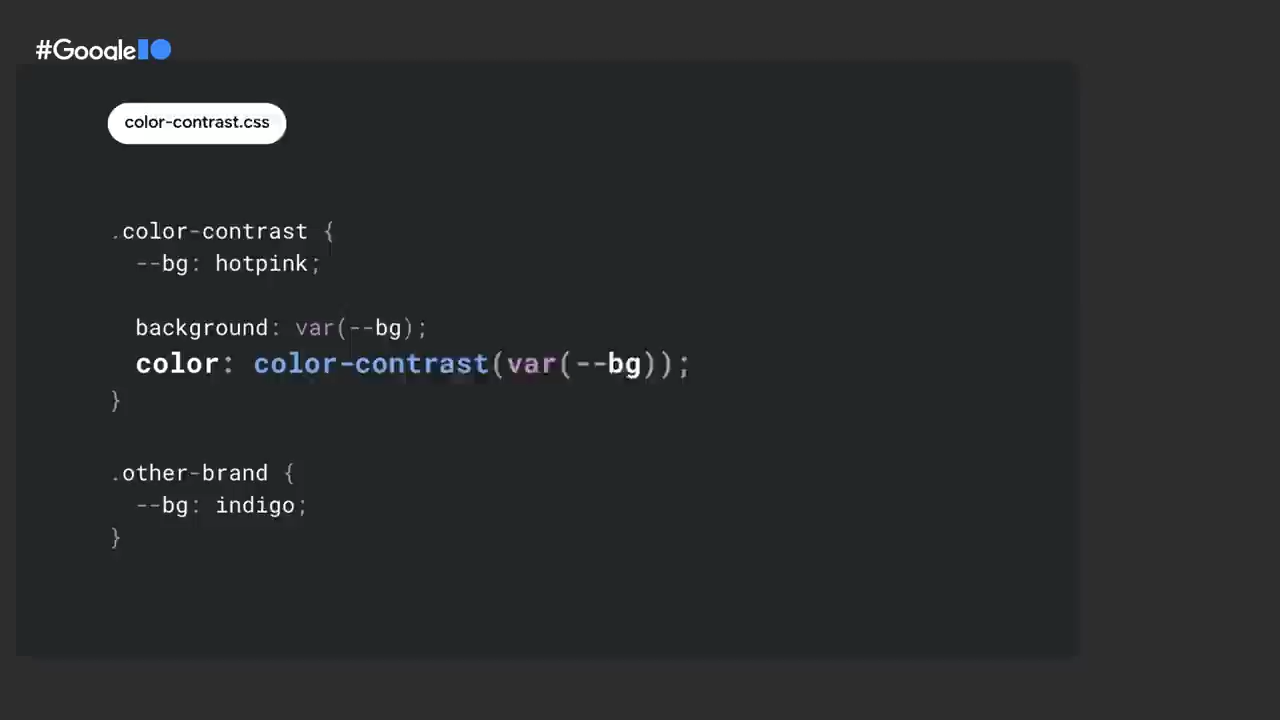 #GoogleIO
color-contrast.css
.color-contrast {
  --bg: hotpink;
  background: var(--bg);
  color: color-contrast(var(--bg));
}
.other-brand {
  --bg: indigo;
}